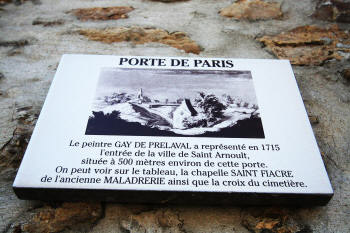 PORTE DE PARIS
Le peintre GAY DE PRELAVAL a représenté en 1715
l'entrée de la ville de Saint Arnoult,
située à 500 mètres environ de cette porte.
On peut voir sur le tableau, la chapelle SAINT FIACRE
de l'ancienne MALADRERIE ainsi que la croix du cimetière.